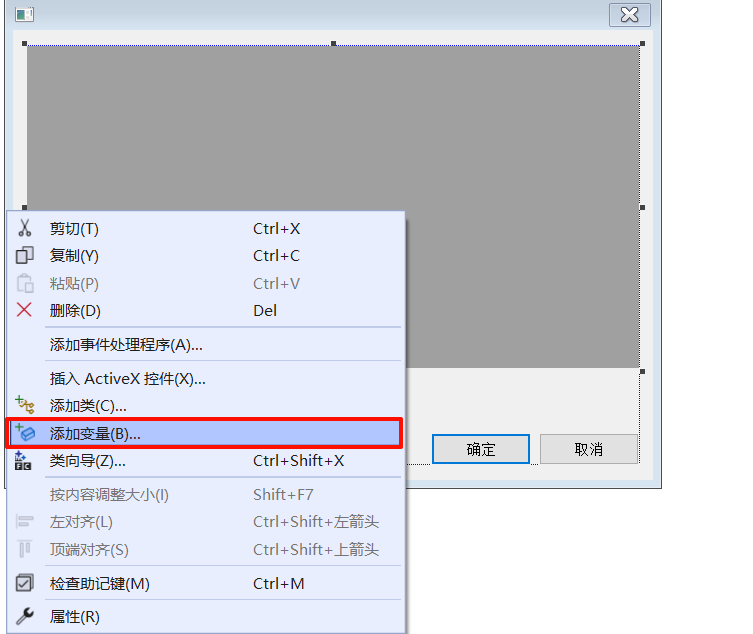 剪切(T) Ctrl+X
复制(Y) Ctrl+C
粘贴(P) Ctrl+V
删除(D) Del
添加事件处理程序(A)...
插入 ActiveX 控件(X)...
添加类(C)...
添加变量(B)...
类向导(Z)... Ctrl+Shift+X
按内容调整大小(I) Shift+F7
左对齐(L) Ctrl+Shift+左箭头
顶端对齐(S) Ctrl+Shift+上箭头
检查助记键(M) Ctrl+M
属性(R)
确定
取消